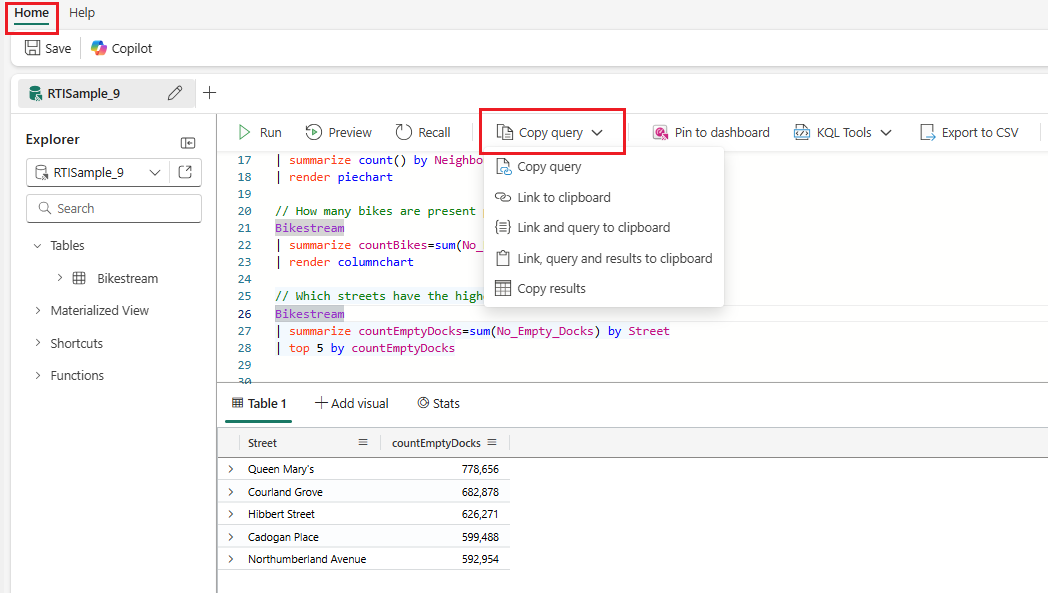 Home Help
Save Copilot
RTISample_9
Explorer
RTISample_9
Search
Tables
Bikestream
Materialized View
Shortcuts
Functions
Run Preview Recall Copy query Pin to dashboard KQL Tools Export to CSV
Copy query
Link to clipboard
Link and query to clipboard
Link, query and results to clipboard
Copy results
17 | summarize count() by Neighbo
18 | render piechart
19
20 // How many bikes are present
21 Bikestream
22 | summarize countBikes=sum(No_
23 | render columnchart
24
25 // Which streets have the high
26 Bikestream
27 | summarize countEmptyDocks=sum(No_Empty_Docks) by Street
28 | top 5 by countEmptyDocks
29
30
Table 1 Add visual Stats
Street countEmptyDocks
Queen Mary's 778,656
Courland Grove 682,878
Hibbert Street 626,271
Cadogan Place 599,488
Northumberland Avenue 592,954